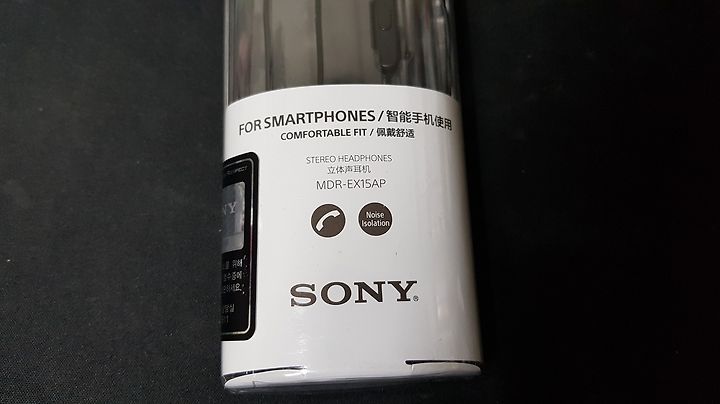 FOR SMARTPHONES / 智能手机使用
COMFORTABLE FIT / 佩戴舒适
STEREO HEADPHONES
立体声耳机
MDR-EX15AP
Noise
Isolation
SONY®